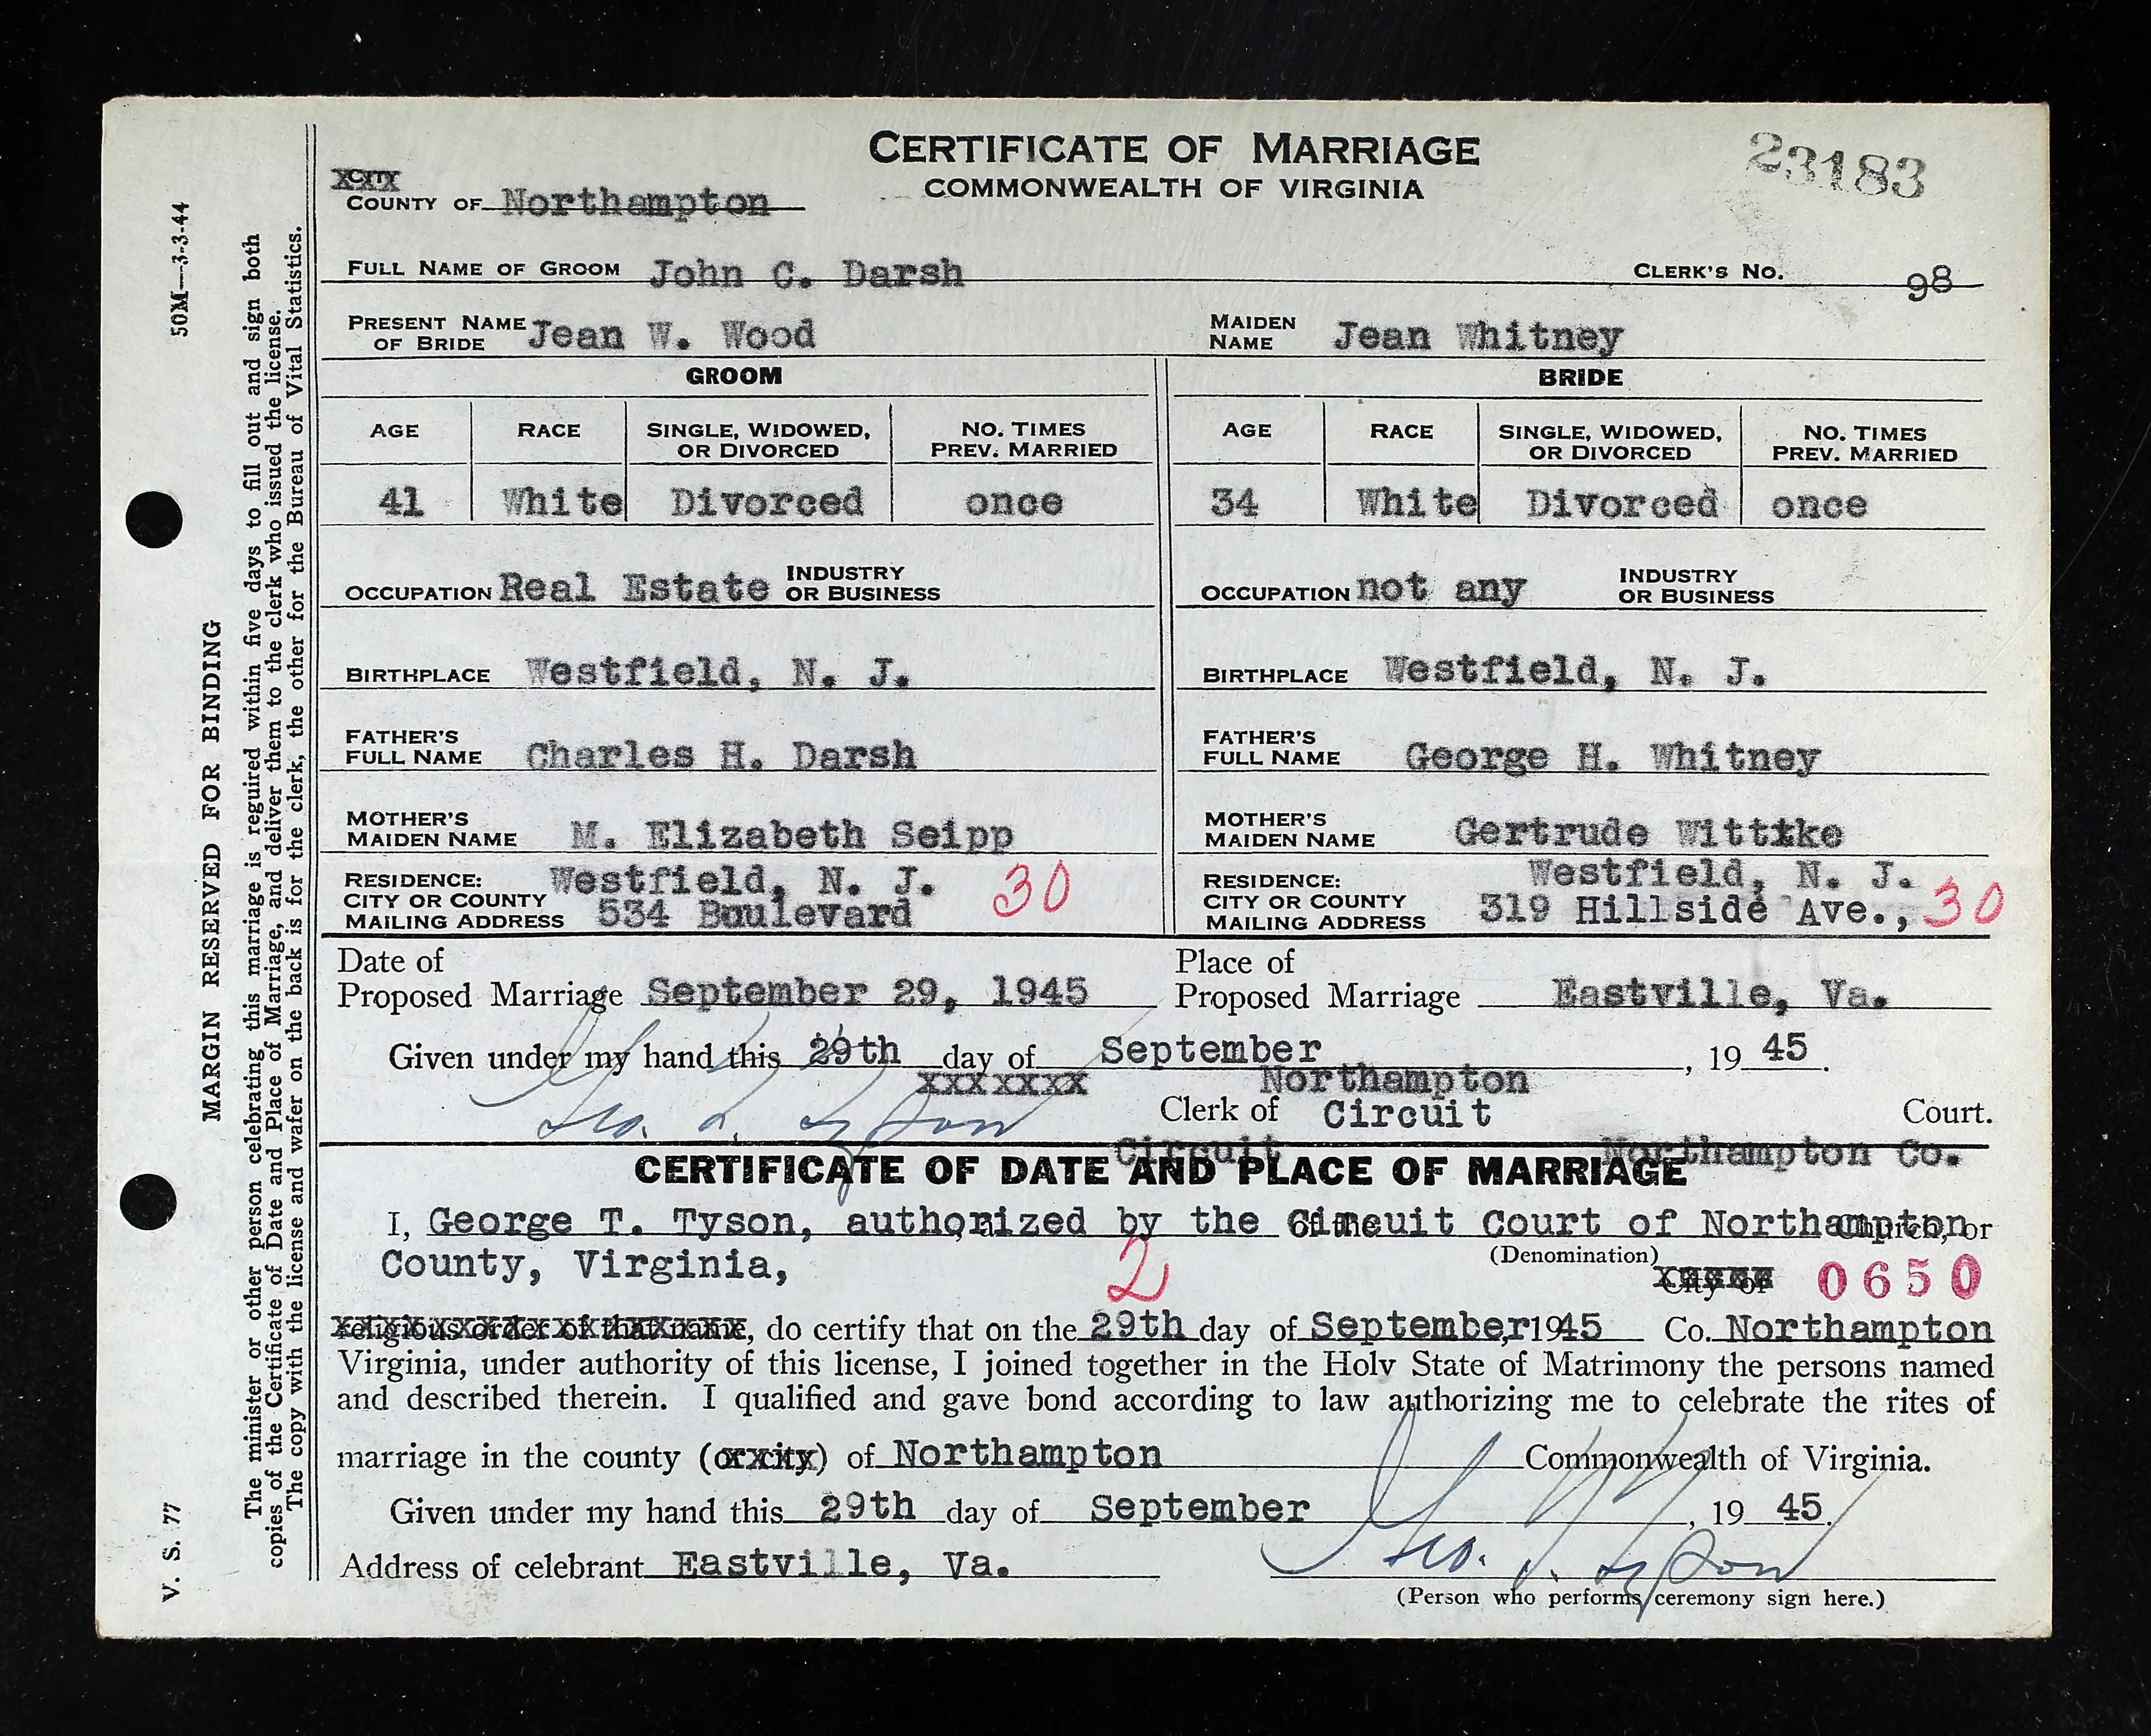 CERTIFICATE OF MARRIAGE
COMMONWEALTH OF VIRGINIA
23183
XXX CITY
COUNTY OF Northampton
FULL NAME OF GROOM John C. Darsh CLERK'S NO. 98
PRESENT NAME OF BRIDE Jean W. Wood MAIDEN NAME Jean Whitney
GROOM BRIDE
AGE RACE SINGLE, WIDOWED, OR DIVORCED NO. TIMES PREV. MARRIED AGE RACE SINGLE, WIDOWED, OR DIVORCED NO. TIMES PREV. MARRIED
41 White Divorced once 34 White Divorced once
OCCUPATION Real Estate INDUSTRY OR BUSINESS OCCUPATION not any INDUSTRY OR BUSINESS
BIRTHPLACE Westfield, N. J. BIRTHPLACE Westfield, N. J.
FATHER'S FULL NAME Charles H. Darsh FATHER'S FULL NAME George H. Whitney
MOTHER'S MAIDEN NAME M. Elizabeth Seipp MOTHER'S MAIDEN NAME Gertrude Wittke
RESIDENCE: CITY OR COUNTY MAILING ADDRESS Westfield, N. J. 534 Boulevard 30 RESIDENCE: CITY OR COUNTY MAILING ADDRESS Westfield, N. J. 319 Hillside Ave., 30
Date of Proposed Marriage September 29, 1945 Place of Proposed Marriage Eastville, Va.
Given under my hand this 29th day of September, 19 45.
XXXXXXX Northampton
Geo. T. Tyson Clerk of Circuit Court.
Circuit Northampton Co.
CERTIFICATE OF DATE AND PLACE OF MARRIAGE
I, George T. Tyson, authorized by the Circuit Court of Northampton
, a of the Church, or
County, Virginia,
(Denomination)
2
City or 0650
religious order of that name, do certify that on the 29th day of September, 1945 Co. Northampton
Virginia, under authority of this license, I joined together in the Holy State of Matrimony the persons named
and described therein. I qualified and gave bond according to law authorizing me to celebrate the rites of
marriage in the county (or city) of Northampton Commonwealth of Virginia.
Given under my hand this 29th day of September, 19 45.
Address of celebrant Eastville, Va. Geo. T. Tyson
(Person who performs ceremony sign here.)
50M—3-3-44
MARGIN RESERVED FOR BINDING
V. S. 77
The minister or other person celebrating this marriage is reguired within five days to fill out and sign both
copies of the Certificate of Date and Place of Marriage, and deliver them to the clerk who issued the license.
The copy with the license and wafer on the back is for the clerk, the other for the Bureau of Vital Statistics.